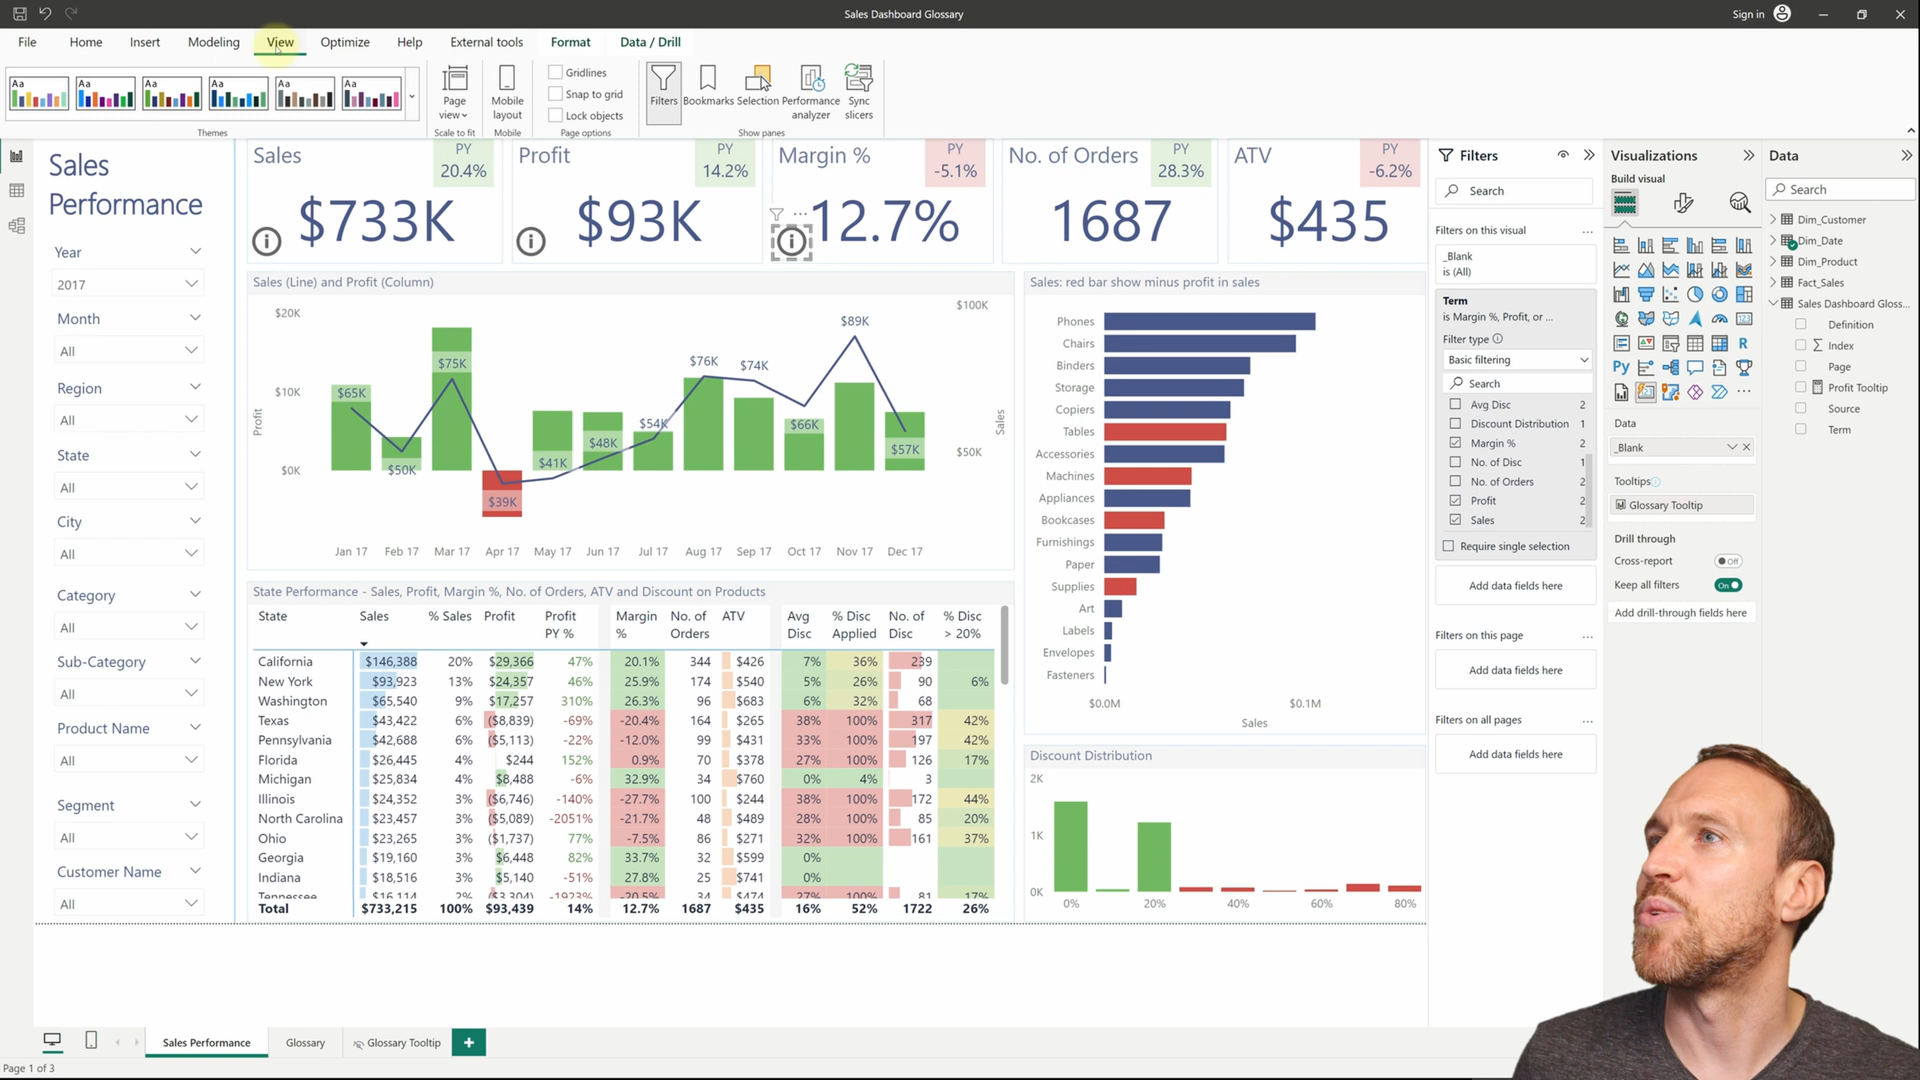 Sales Dashboard Glossary
Sign in
File
Home
Insert
Modeling
View
Optimize
Help
External tools
Format
Data / Drill
Aa
Aa
Aa
Aa
Aa
Aa
Page view
Mobile layout
Gridlines
Snap to grid
Lock objects
Filters
Bookmarks
Selection
Performance analyzer
Sync slicers
Themes
Scale to fit
Mobile
Page options
Show panes
Sales Performance
Year
2017
Month
All
Region
All
State
All
City
All
Category
All
Sub-Category
All
Product Name
All
Segment
All
Customer Name
All
Sales
PY 20.4%
$733K
Profit
PY 14.2%
$93K
Margin %
PY -5.1%
12.7%
No. of Orders
PY 28.3%
1687
ATV
PY -6.2%
$435
Sales (Line) and Profit (Column)
$20K
$10K
$0K
Profit
$100K
$50K
Sales
$65K
$50K
$75K
$39K
$41K
$48K
$54K
$76K
$74K
$66K
$89K
$57K
Jan 17 Feb 17 Mar 17 Apr 17 May 17 Jun 17 Jul 17 Aug 17 Sep 17 Oct 17 Nov 17 Dec 17
Sales: red bar show minus profit in sales
Phones
Chairs
Binders
Storage
Copiers
Tables
Accessories
Machines
Appliances
Bookcases
Furnishings
Paper
Supplies
Art
Labels
Envelopes
Fasteners
$0.0M
$0.1M
Sales
State Performance - Sales, Profit, Margin %, No. of Orders, ATV and Discount on Products
State Sales % Sales Profit Profit PY % Margin % No. of Orders ATV Avg Disc % Disc Applied No. of Disc % Disc > 20%
California $146,388 20% $29,366 47% 20.1% 344 $426 7% 36% 239
New York $93,923 13% $24,357 46% 25.9% 174 $540 5% 26% 90 6%
Washington $65,540 9% $17,257 310% 26.3% 96 $683 6% 32% 68
Texas $43,422 6% ($8,839) -69% -20.4% 164 $265 38% 100% 317 42%
Pennsylvania $42,688 6% ($5,113) -22% -12.0% 99 $431 33% 100% 197 42%
Florida $26,445 4% $244 152% 0.9% 70 $378 27% 100% 126 17%
Michigan $25,834 4% $8,488 -6% 32.9% 34 $760 0% 4% 3
Illinois $24,352 3% ($6,746) -140% -27.7% 100 $244 38% 100% 172 44%
North Carolina $23,457 3% ($5,089) -2051% -21.7% 48 $489 28% 100% 85 20%
Ohio $23,265 3% ($1,737) 77% -7.5% 86 $271 32% 100% 161 37%
Georgia $19,160 3% $6,448 82% 33.7% 32 $599 0%
Indiana $18,516 3% $5,140 -51% 27.8% 25 $741 0%
Tennessee $16,114 2% ($3,304) -1923% -20.5% 34 $474 27% 100% 81 17%
Total $733,215 100% $93,439 14% 12.7% 1687 $435 16% 52% 1722 26%
Discount Distribution
2K
1K
0K
0% 20% 40% 60% 80%
Filters
Search
Filters on this visual
_Blank
is (All)
Term
is Margin %, Profit, or ...
Filter type
Basic filtering
Search
Avg Disc 2
Discount Distribution 1
Margin % 2
No. of Disc 1
No. of Orders 2
Profit 2
Sales 2
Require single selection
Add data fields here
Filters on this page
Add data fields here
Filters on all pages
Add data fields here
Visualizations
Build visual
R
Py
Data
_Blank
Tooltips
Glossary Tooltip
Drill through
Cross-report
Off
Keep all filters
On
Add drill-through fields here
Data
Search
Dim_Customer
Dim_Date
Dim_Product
Fact_Sales
Sales Dashboard Gloss...
Definition
Index
Page
Profit Tooltip
Source
Term
Sales Performance
Glossary
Glossary Tooltip
Page 1 of 3